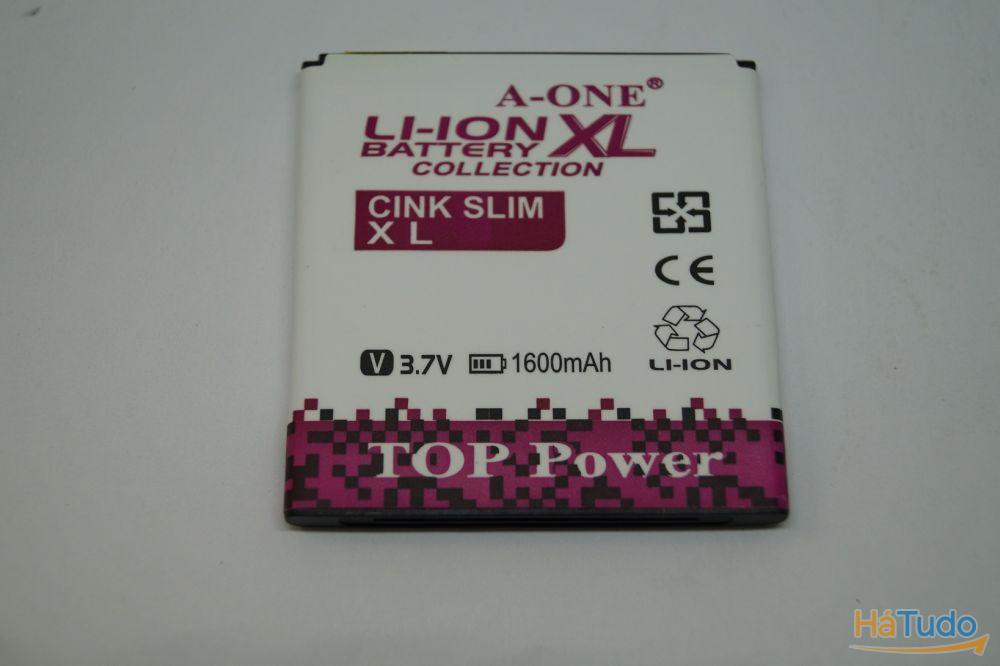 A-ONE®
LI-ION XL
BATTERY
COLLECTION
CINK SLIM
X L
CE
V 3.7V 1600mAh
LI-ION
TOP Power
HáTudo